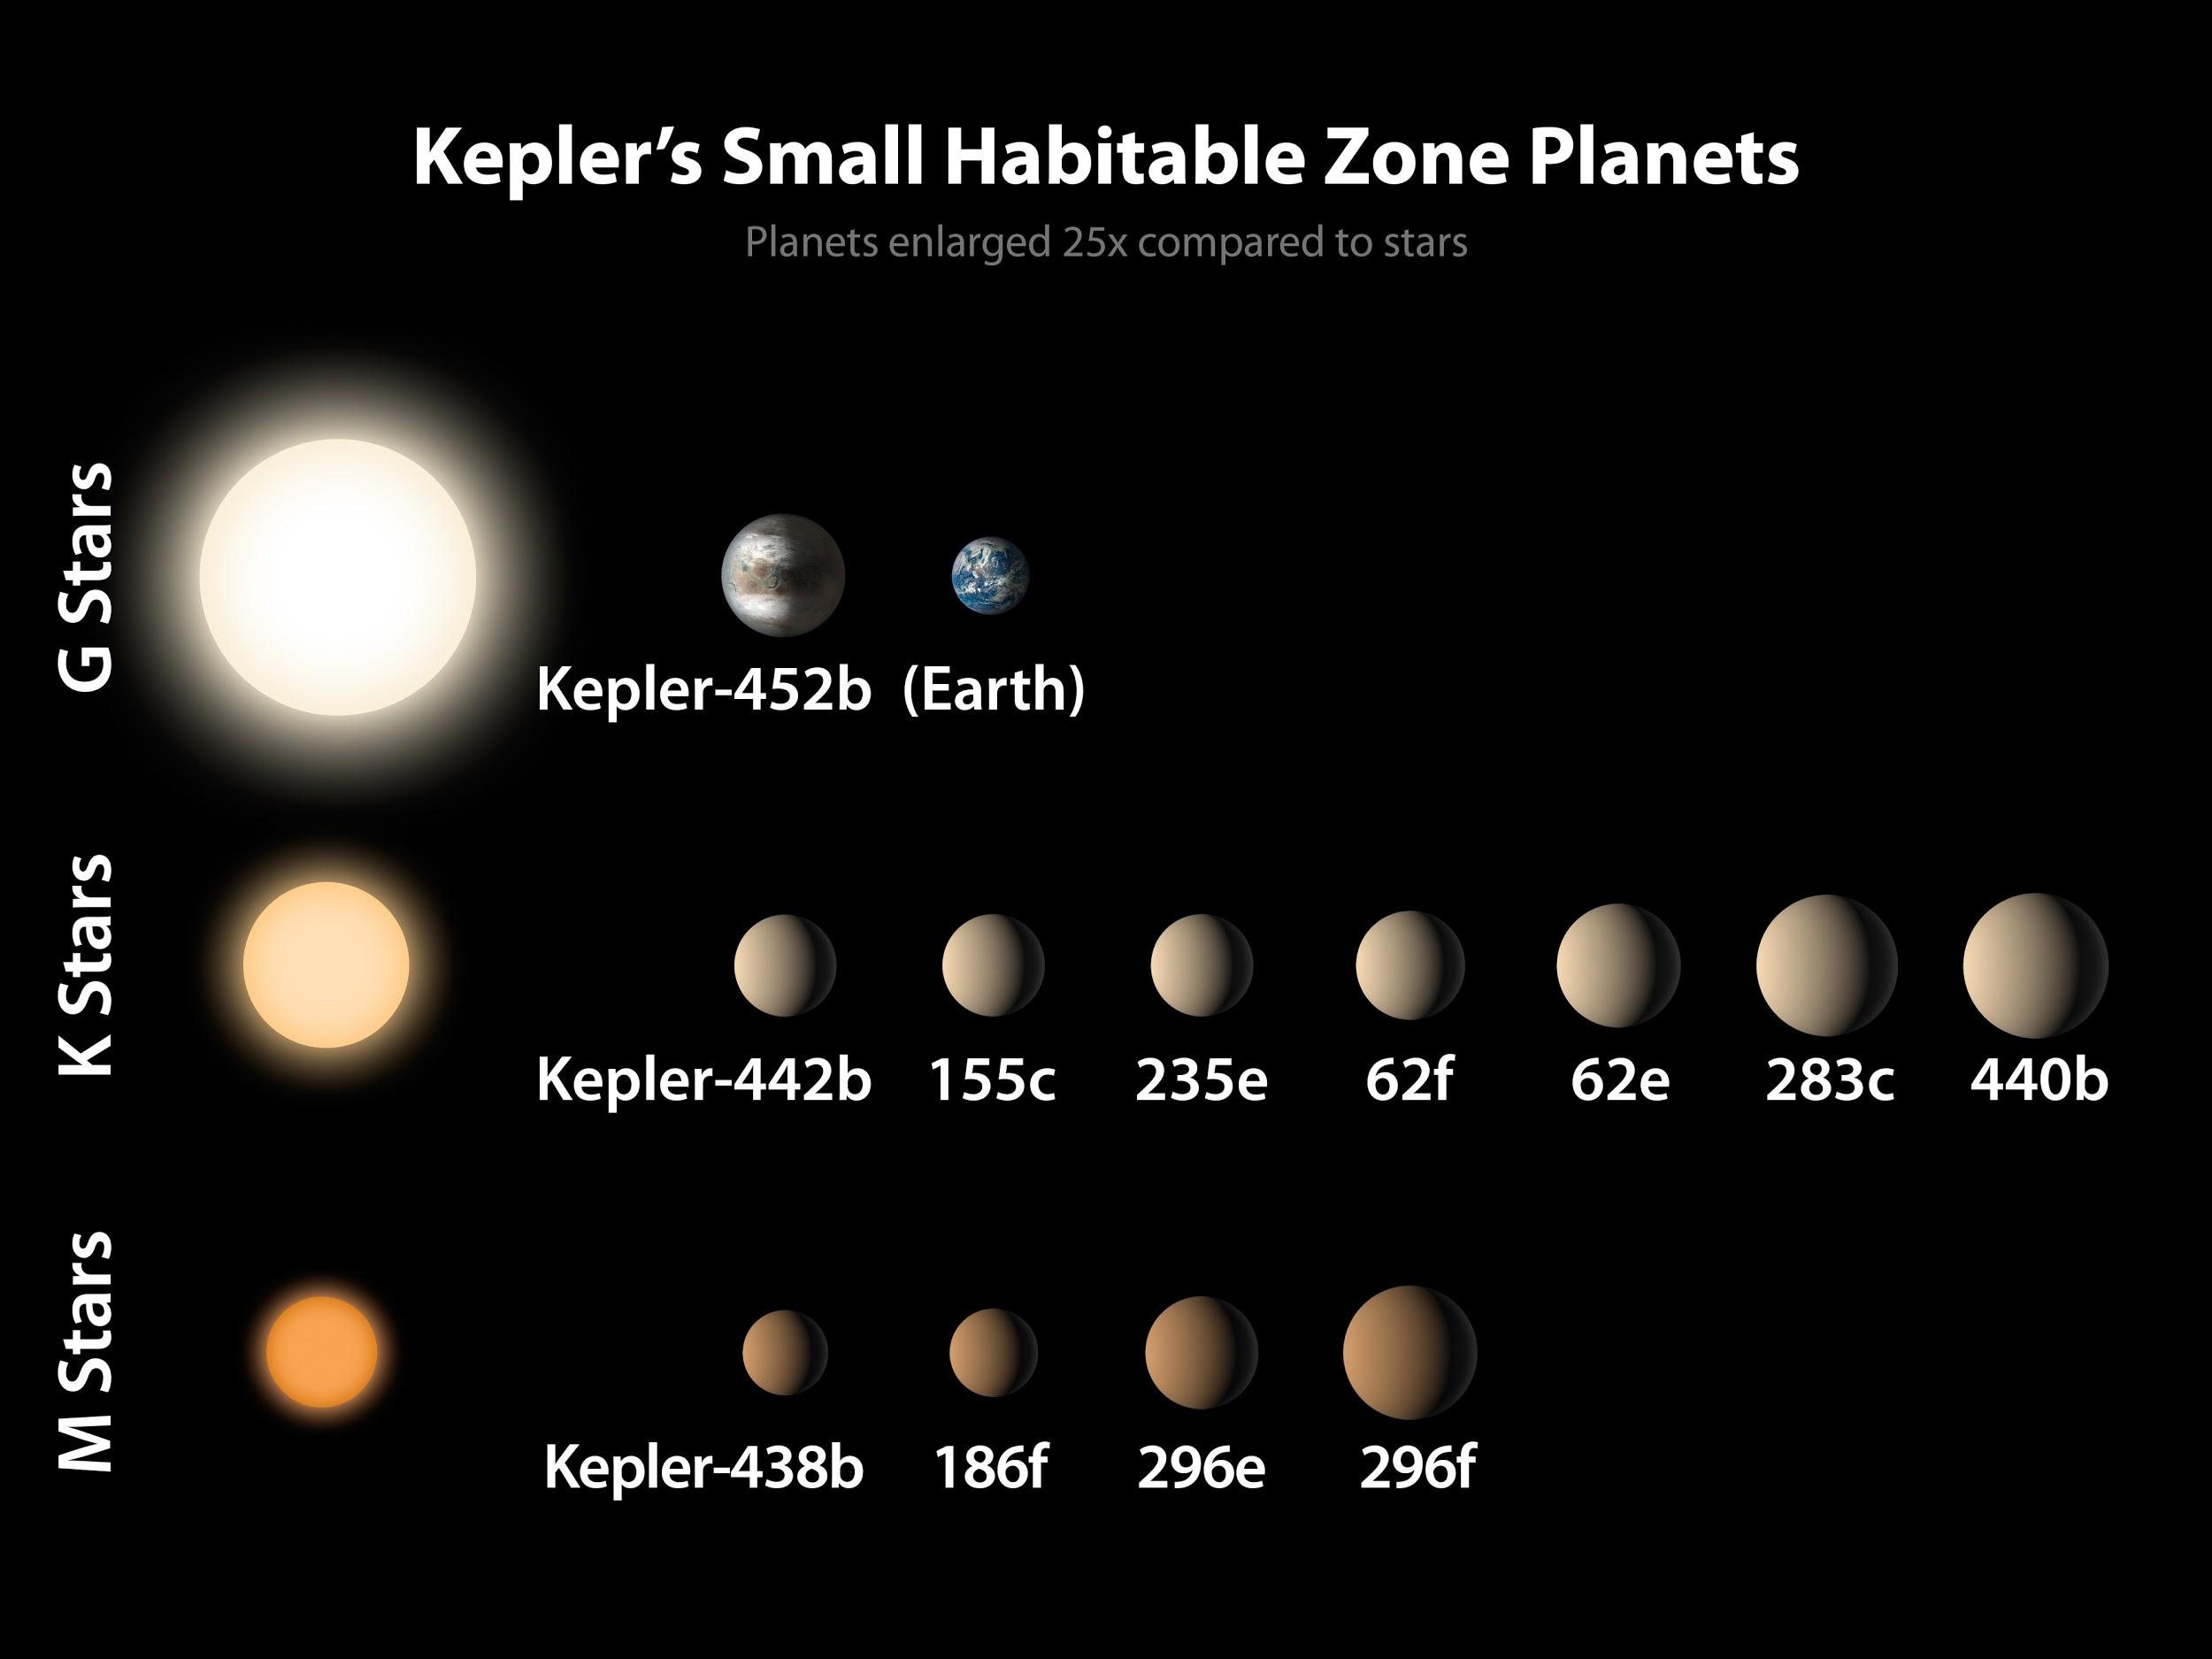 Kepler’s Small Habitable Zone Planets
Planets enlarged 25x compared to stars
G Stars
Kepler-452b (Earth)
K Stars
Kepler-442b 155c 235e 62f 62e 283c 440b
M Stars
Kepler-438b 186f 296e 296f